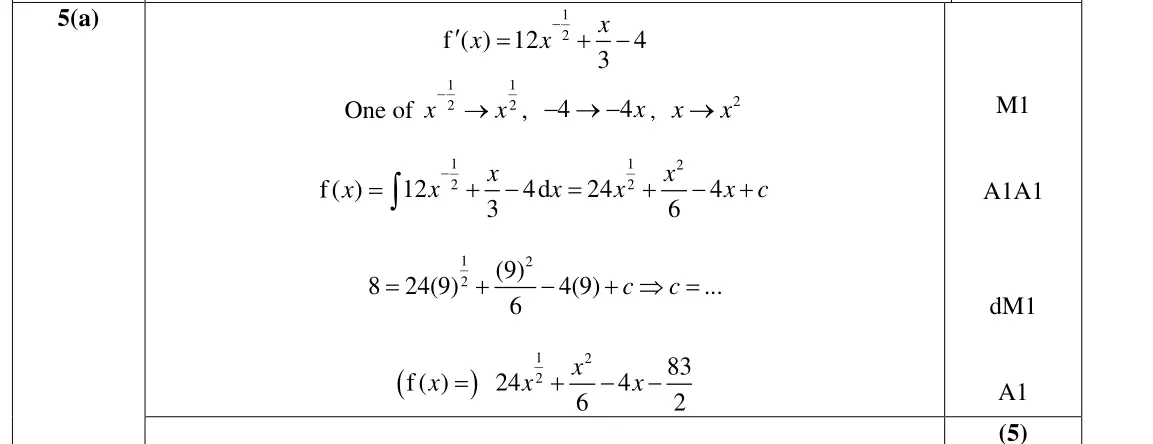 5(a)
f′(x) = 12x^(-1/2) + x/3 − 4
One of x^(-1/2) → x^(1/2), −4 → −4x, x → x²
M1
f(x) = ∫12x^(-1/2) + x/3 − 4 dx = 24x^(1/2) + x²/6 − 4x + c
A1A1
8 = 24(9)^(1/2) + (9)²/6 − 4(9) + c ⇒ c = ...
dM1
(f(x) =) 24x^(1/2) + x²/6 − 4x − 83/2
A1
(5)